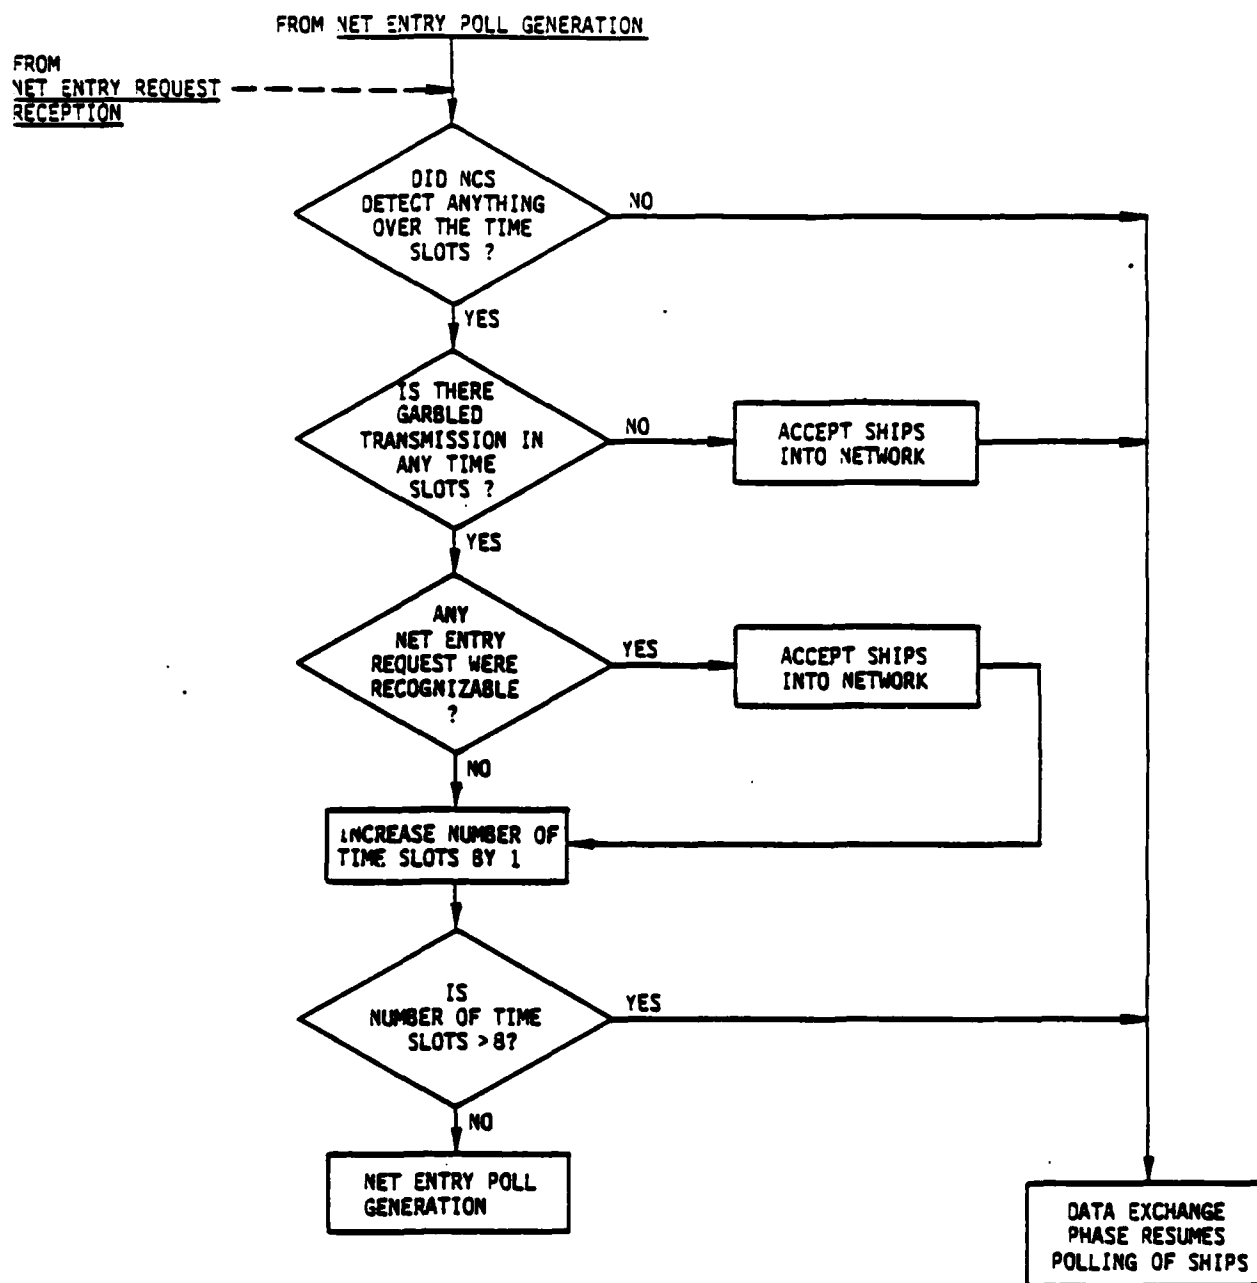 FROM NET ENTRY POLL GENERATION
FROM
NET ENTRY REQUEST
RECEPTION
DID NCS
DETECT ANYTHING
OVER THE TIME
SLOTS ?
NO
YES
IS THERE
GARBLED
TRANSMISSION IN
ANY TIME
SLOTS ?
NO
ACCEPT SHIPS
INTO NETWORK
YES
ANY
NET ENTRY
REQUEST WERE
RECOGNIZABLE
?
YES
ACCEPT SHIPS
INTO NETWORK
NO
INCREASE NUMBER OF
TIME SLOTS BY 1
IS
NUMBER OF TIME
SLOTS >8?
YES
NO
NET ENTRY POLL
GENERATION
DATA EXCHANGE
PHASE RESUMES
POLLING OF SHIPS